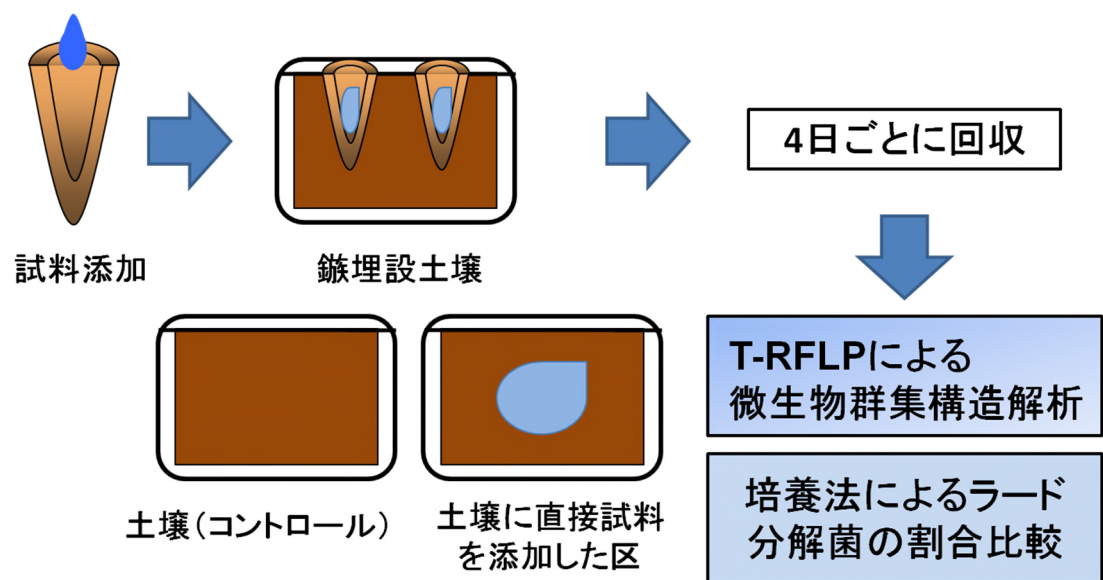 試料添加
鏃埋設土壌
4日ごとに回収
土壌(コントロール)
土壌に直接試料
を添加した区
T-RFLPによる
微生物群集構造解析
培養法によるラード
分解菌の割合比較